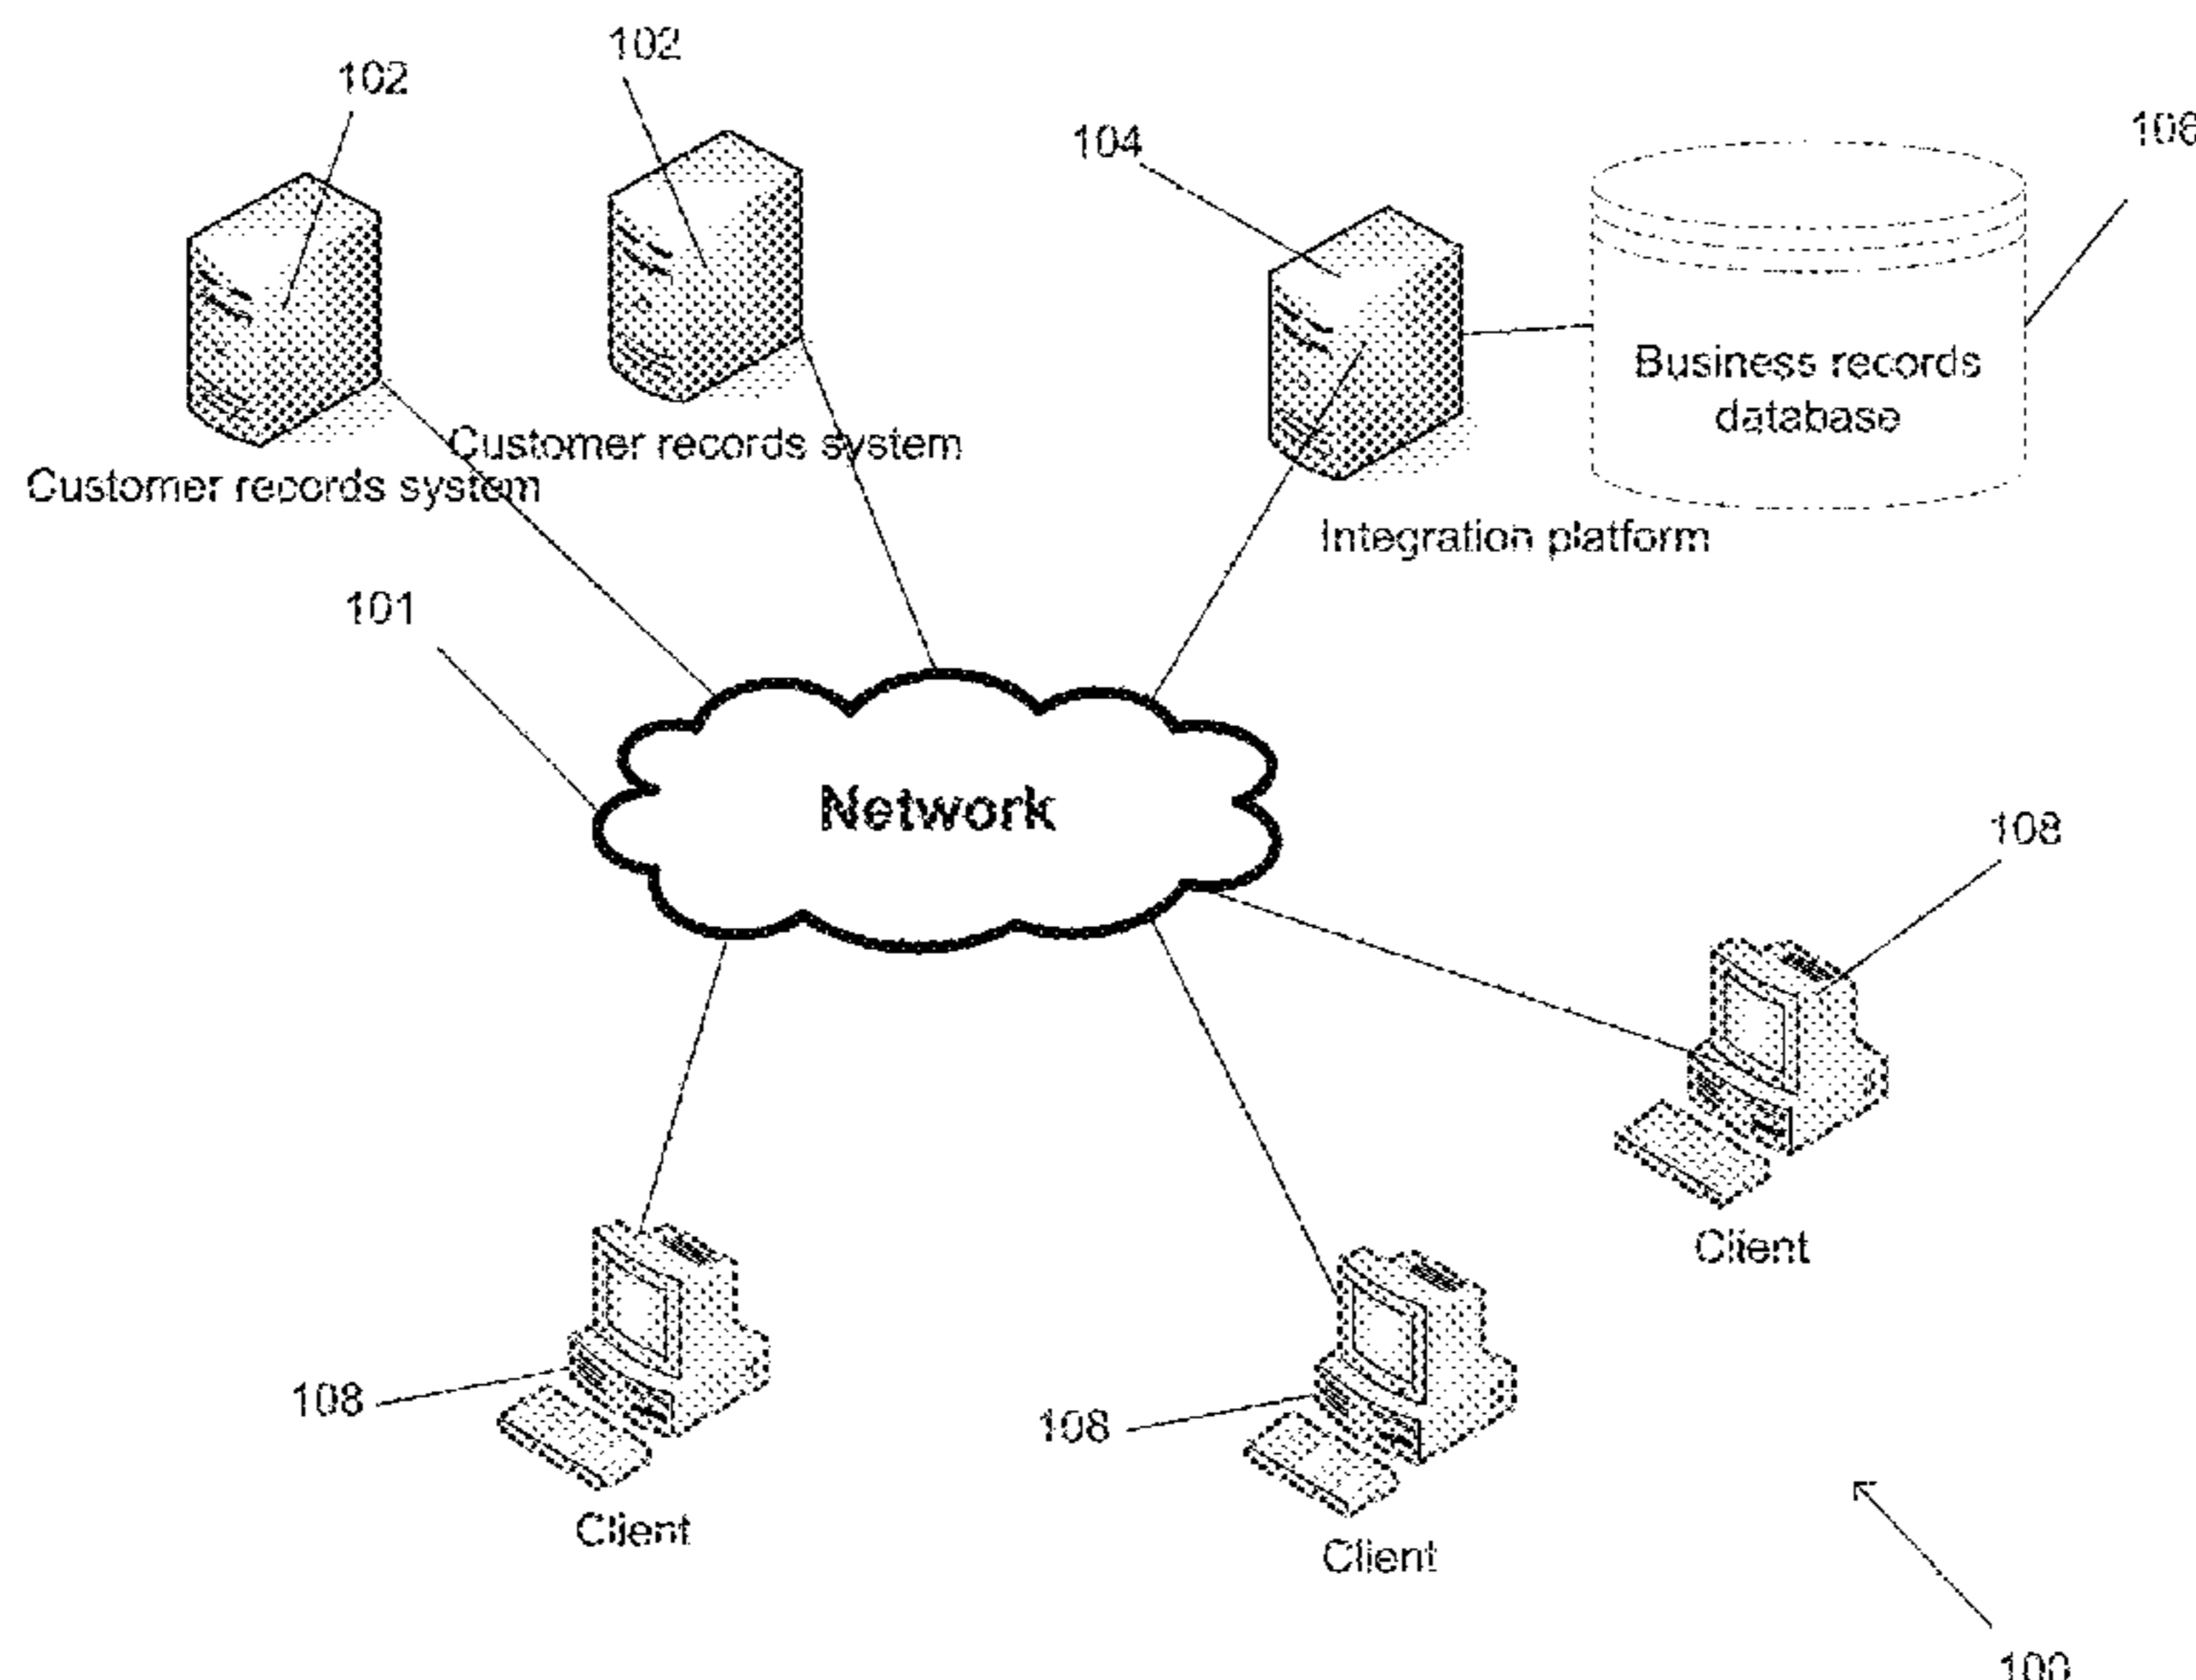 102
102
104
106
Business records
database
Customer records system
Customer records system
Integration platform
101
Network
108
Client
108
108
Client
Client
100